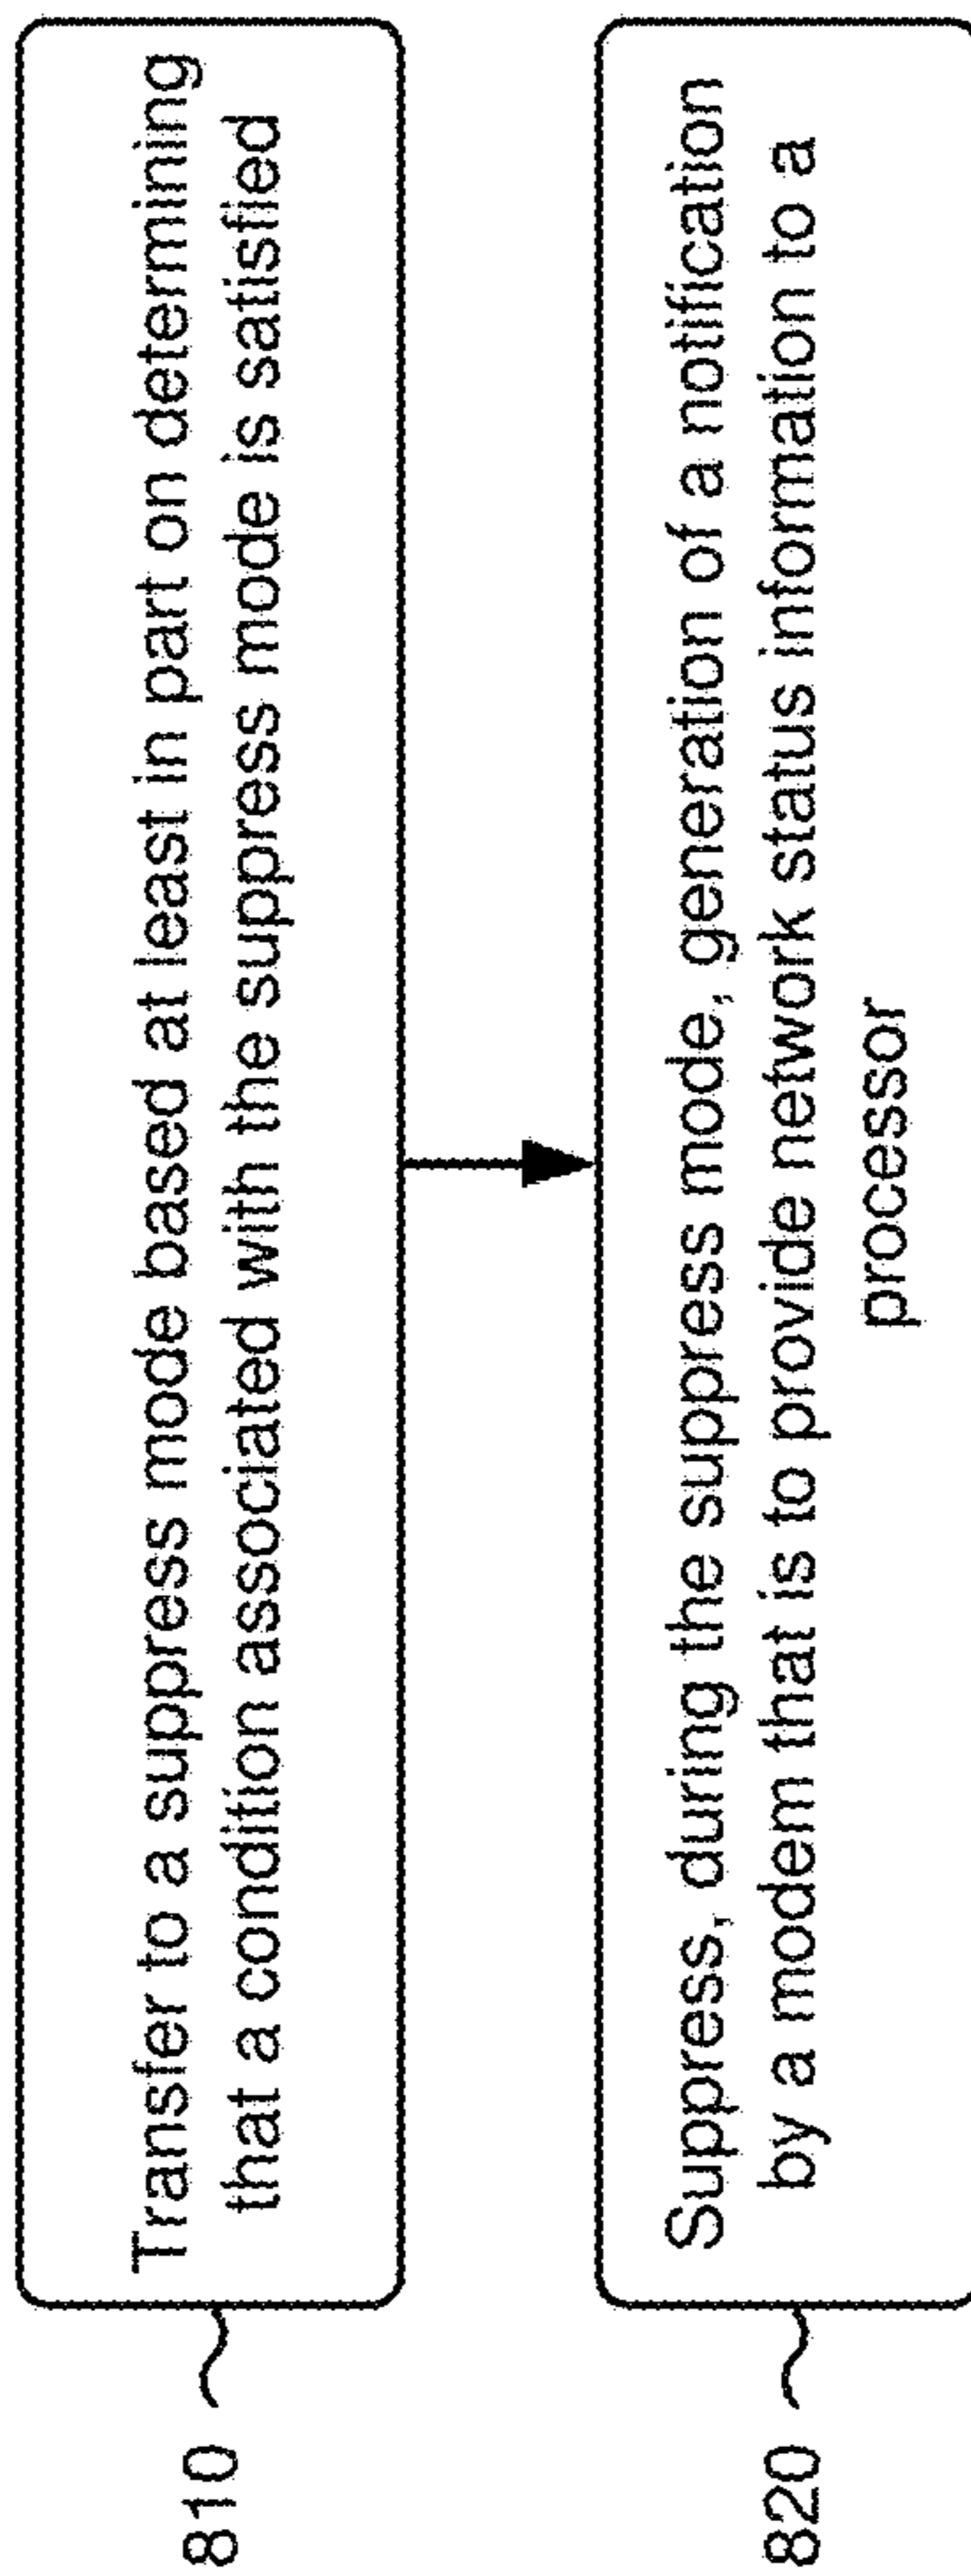 810
Transfer to a suppress mode based at least in part on determining
that a condition associated with the suppress mode is satisfied
820
Suppress, during the suppress mode, generation of a notification
by a modem that is to provide network status information to a
processor